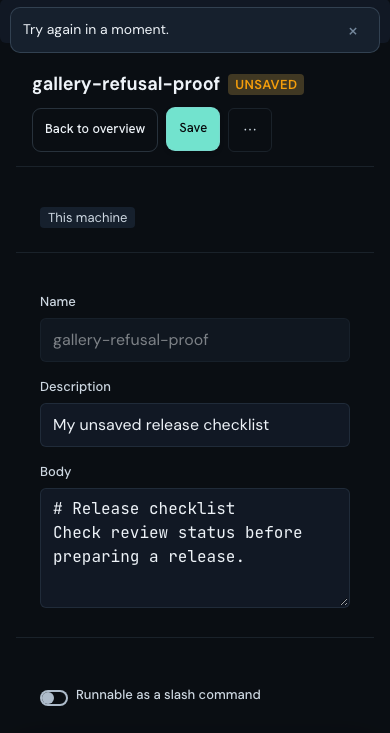 Try again in a moment.
×
gallery-refusal-proof UNSAVED
Back to overview Save ...
This machine
Name
gallery-refusal-proof
Description
My unsaved release checklist
Body
# Release checklist
Check review status before
preparing a release.
Runnable as a slash command